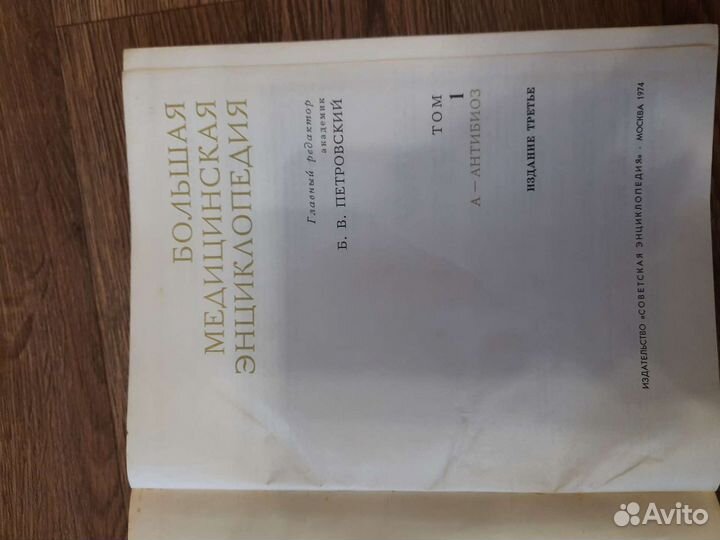 БОЛЬШАЯ
МЕДИЦИНСКАЯ
ЭНЦИКЛОПЕДИЯ
Главный редактор
академик
Б. В. ПЕТРОВСКИЙ
ТОМ
1
А — АНТИБИОЗ
ИЗДАНИЕ ТРЕТЬЕ
ИЗДАТЕЛЬСТВО «СОВЕТСКАЯ ЭНЦИКЛОПЕДИЯ» · МОСКВА 1974
Avito